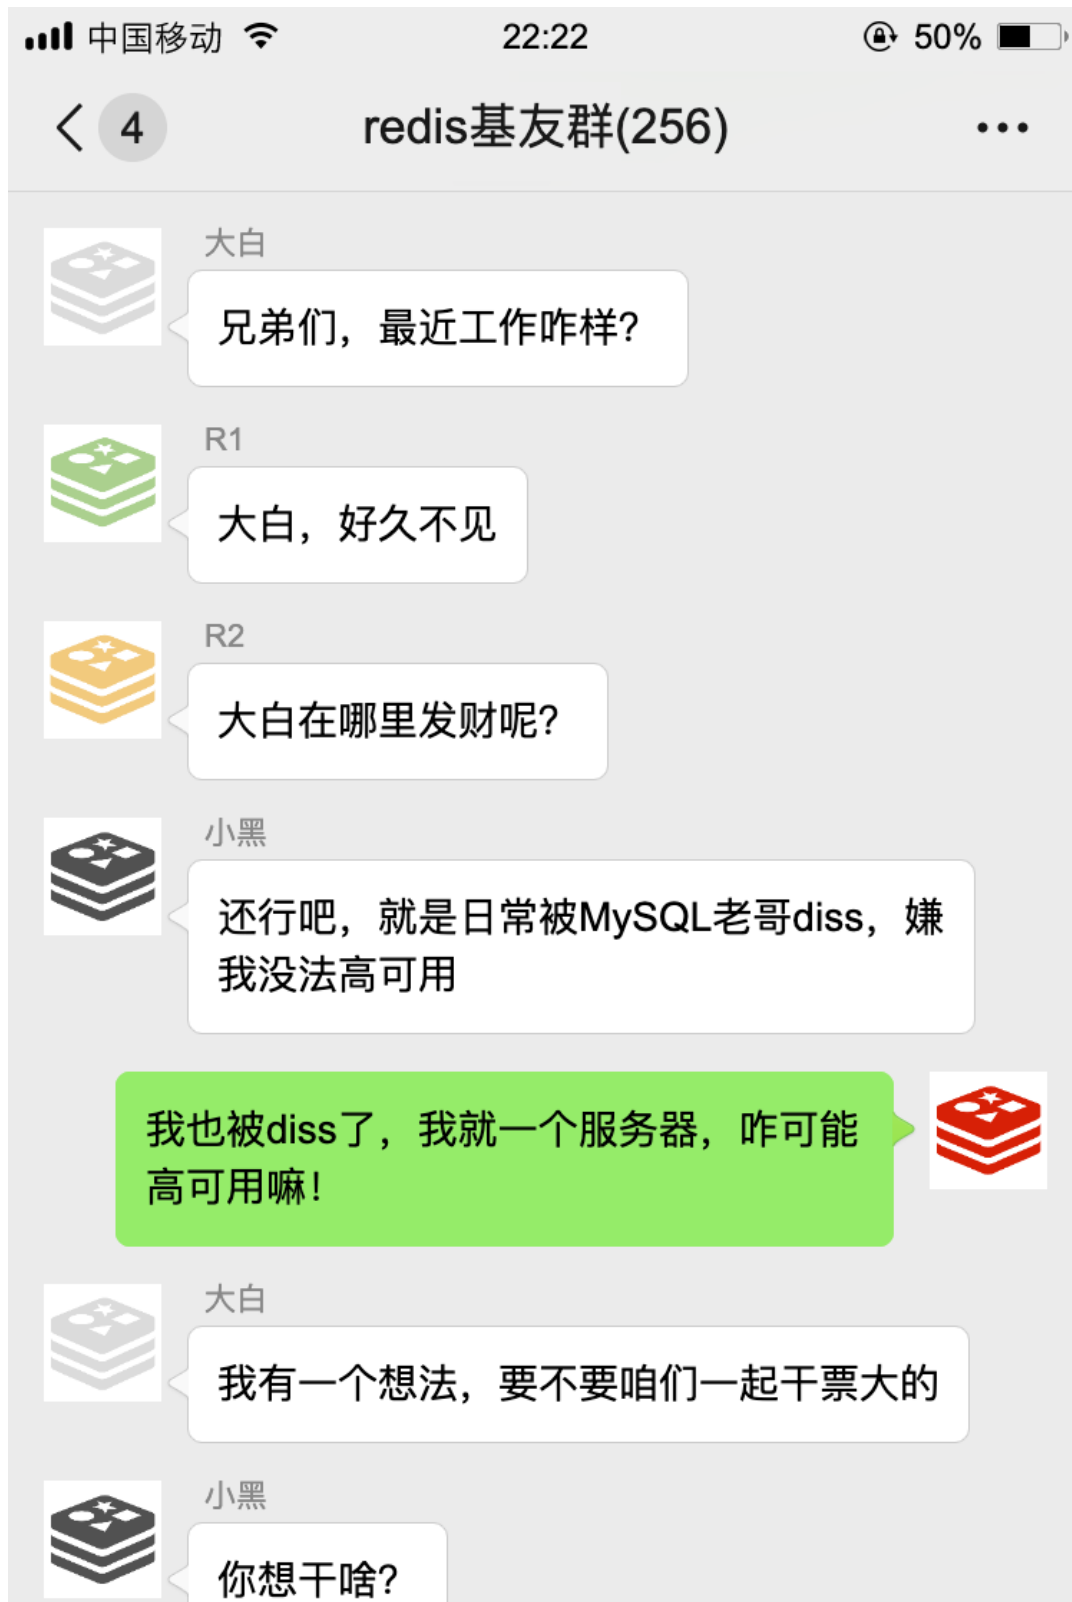 中国移动 22:22 50%
4 redis基友群(256)
大白
兄弟们，最近工作咋样？
R1
大白，好久不见
R2
大白在哪里发财呢？
小黑
还行吧，就是日常被MySQL老哥diss，嫌
我没法高可用
我也被diss了，我就一个服务器，咋可能
高可用嘛！
大白
我有一个想法，要不要咱们一起干票大的
小黑
你想干啥？